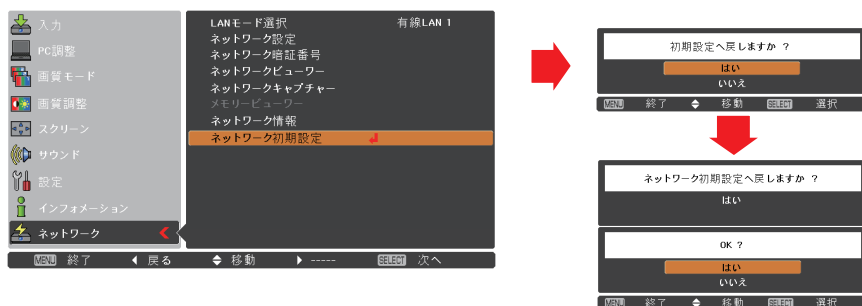 入力
PC調整
画質モード
画質調整
スクリーン
サウンド
設定
インフォメーション
ネットワーク
LANモード選択 有線LAN 1
ネットワーク設定
ネットワーク暗証番号
ネットワークビューワー
ネットワークキャプチャー
メモリービューワー
ネットワーク情報
ネットワーク初期設定
MENU 終了 戻る 移動 ----- SELECT 次へ
初期設定へ戻しますか ?
はい
いいえ
MENU 終了 移動 SELECT 選択
ネットワーク初期設定へ戻しますか ?
はい
OK ?
はい
いいえ
MENU 終了 移動 SELECT 選択